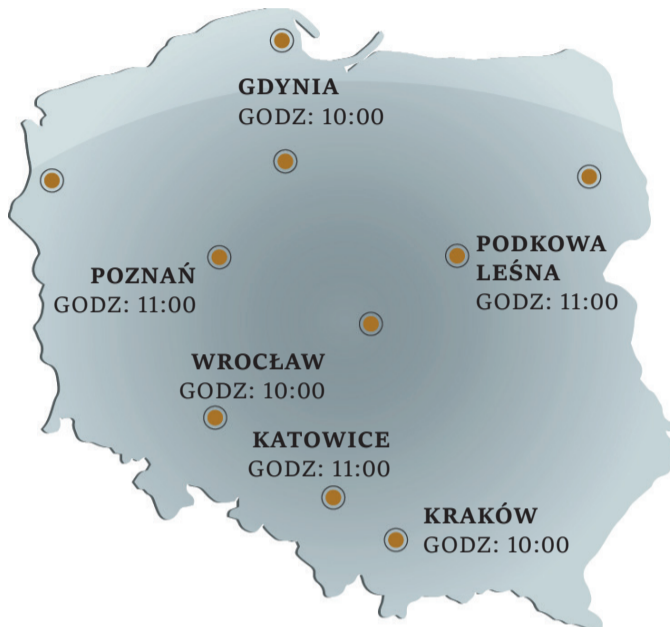 GDYNIA
GODZ: 10:00
PODKOWA
LEŚNA
GODZ: 11:00
POZNAŃ
GODZ: 11:00
WROCŁAW
GODZ: 10:00
KATOWICE
GODZ: 11:00
KRAKÓW
GODZ: 10:00